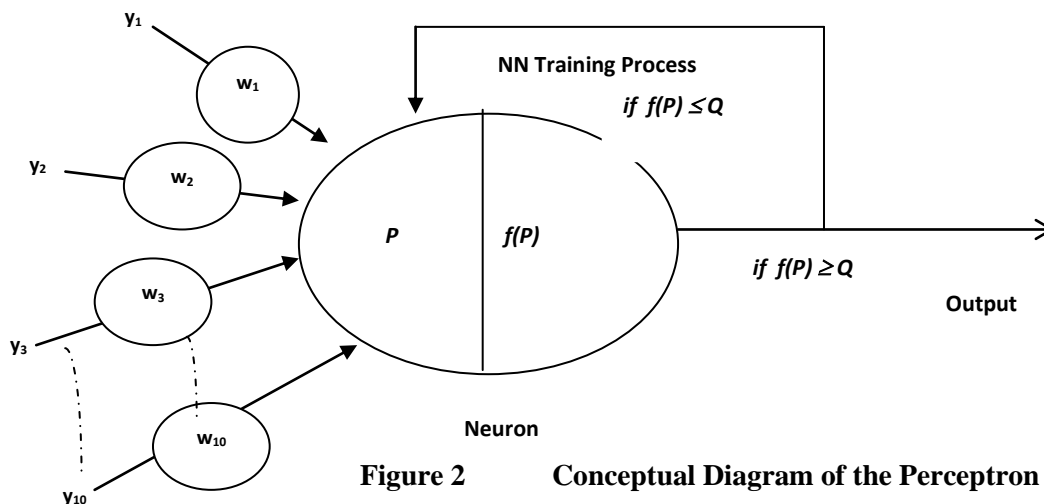 y₁
NN Training Process
w₁
if f(P) ≤ Q
y₂
w₂
P
f(P)
if f(P) ≥ Q
w₃
Output
y₃
w₁₀
Neuron
y₁₀
Figure 2 Conceptual Diagram of the Perceptron